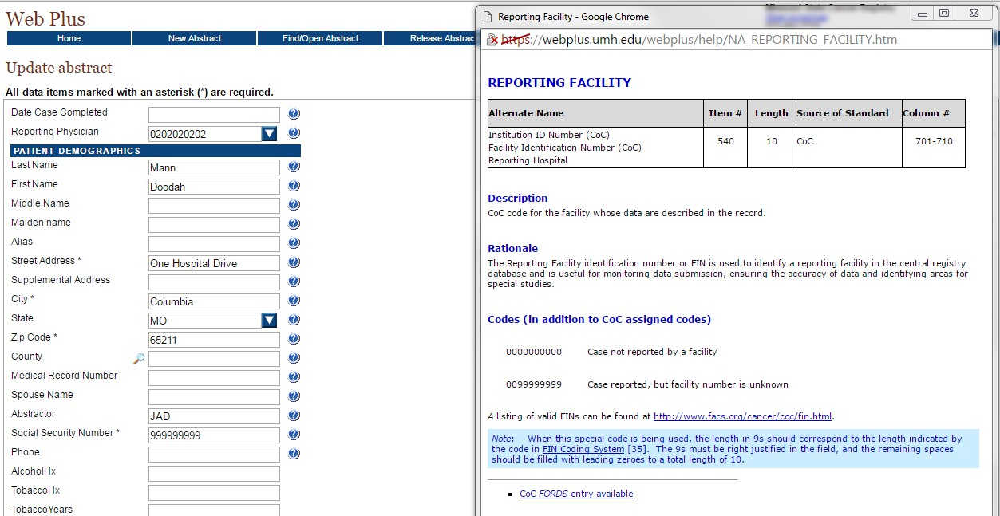 Web Plus
Home New Abstract Find/Open Abstract Release Abstrac
Update abstract
All data items marked with an asterisk (*) are required.
Date Case Completed
Reporting Physician 0202020202
PATIENT DEMOGRAPHICS
Last Name Mann
First Name Doodah
Middle Name
Maiden name
Alias
Street Address * One Hospital Drive
Supplemental Address
City * Columbia
State MO
Zip Code * 65211
County
Medical Record Number
Spouse Name
Abstractor JAD
Social Security Number * 999999999
Phone
AlcoholHx
TobaccoHx
TobaccoYears
Reporting Facility - Google Chrome
https://webplus.umh.edu/webplus/help/NA_REPORTING_FACILITY.htm
REPORTING FACILITY
Alternate Name Item # Length Source of Standard Column #
Institution ID Number (CoC)
Facility Identification Number (CoC) 540 10 CoC 701-710
Reporting Hospital
Description
CoC code for the facility whose data are described in the record.
Rationale
The Reporting Facility identification number or FIN is used to identify a reporting facility in the central registry
database and is useful for monitoring data submission, ensuring the accuracy of data and identifying areas for
special studies.
Codes (in addition to CoC assigned codes)
0000000000 Case not reported by a facility
0099999999 Case reported, but facility number is unknown
A listing of valid FINs can be found at http://www.facs.org/cancer/coc/fin.html.
Note: When this special code is being used, the length in 9s should correspond to the length indicated by
the code in FIN Coding System [35]. The 9s must be right justified in the field, and the remaining spaces
should be filled with leading zeroes to a total length of 10.
CoC FORDS entry available